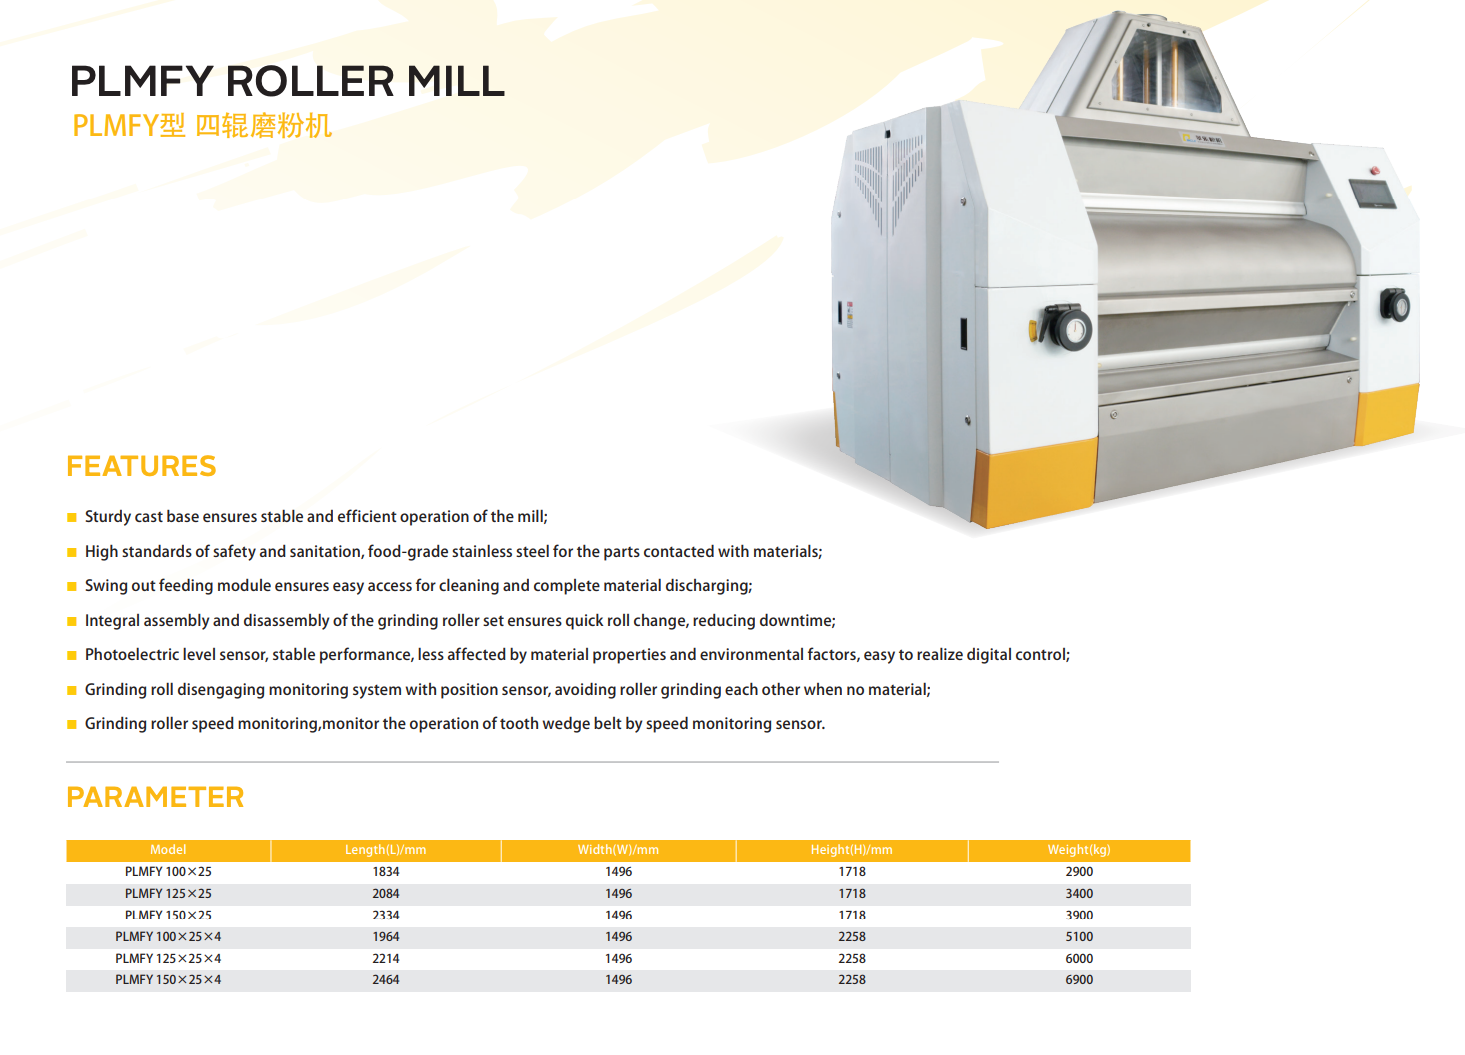 PLMFY ROLLER MILL
PLMFY型 四辊磨粉机
FEATURES
Sturdy cast base ensures stable and efficient operation of the mill;
High standards of safety and sanitation, food-grade stainless steel for the parts contacted with materials;
Swing out feeding module ensures easy access for cleaning and complete material discharging;
Integral assembly and disassembly of the grinding roller set ensures quick roll change, reducing downtime;
Photoelectric level sensor, stable performance, less affected by material properties and environmental factors, easy to realize digital control;
Grinding roll disengaging monitoring system with position sensor, avoiding roller grinding each other when no material;
Grinding roller speed monitoring,monitor the operation of tooth wedge belt by speed monitoring sensor.
PARAMETER
Model Length(L)/mm Width(W)/mm Height(H)/mm Weight(kg)
PLMFY 100×25 1834 1496 1718 2900
PLMFY 125×25 2084 1496 1718 3400
PLMFY 150×25 2334 1496 1718 3900
PLMFY 100×25×4 1964 1496 2258 5100
PLMFY 125×25×4 2214 1496 2258 6000
PLMFY 150×25×4 2464 1496 2258 6900